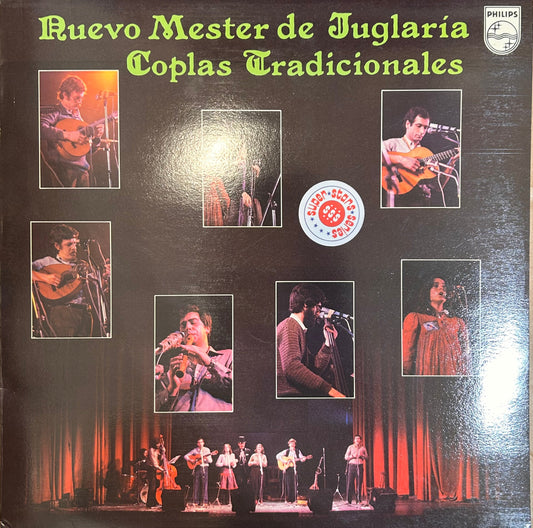 Nuevo Mester de Juglaría
Coplas Tradicionales
PHILIPS
super stars
series